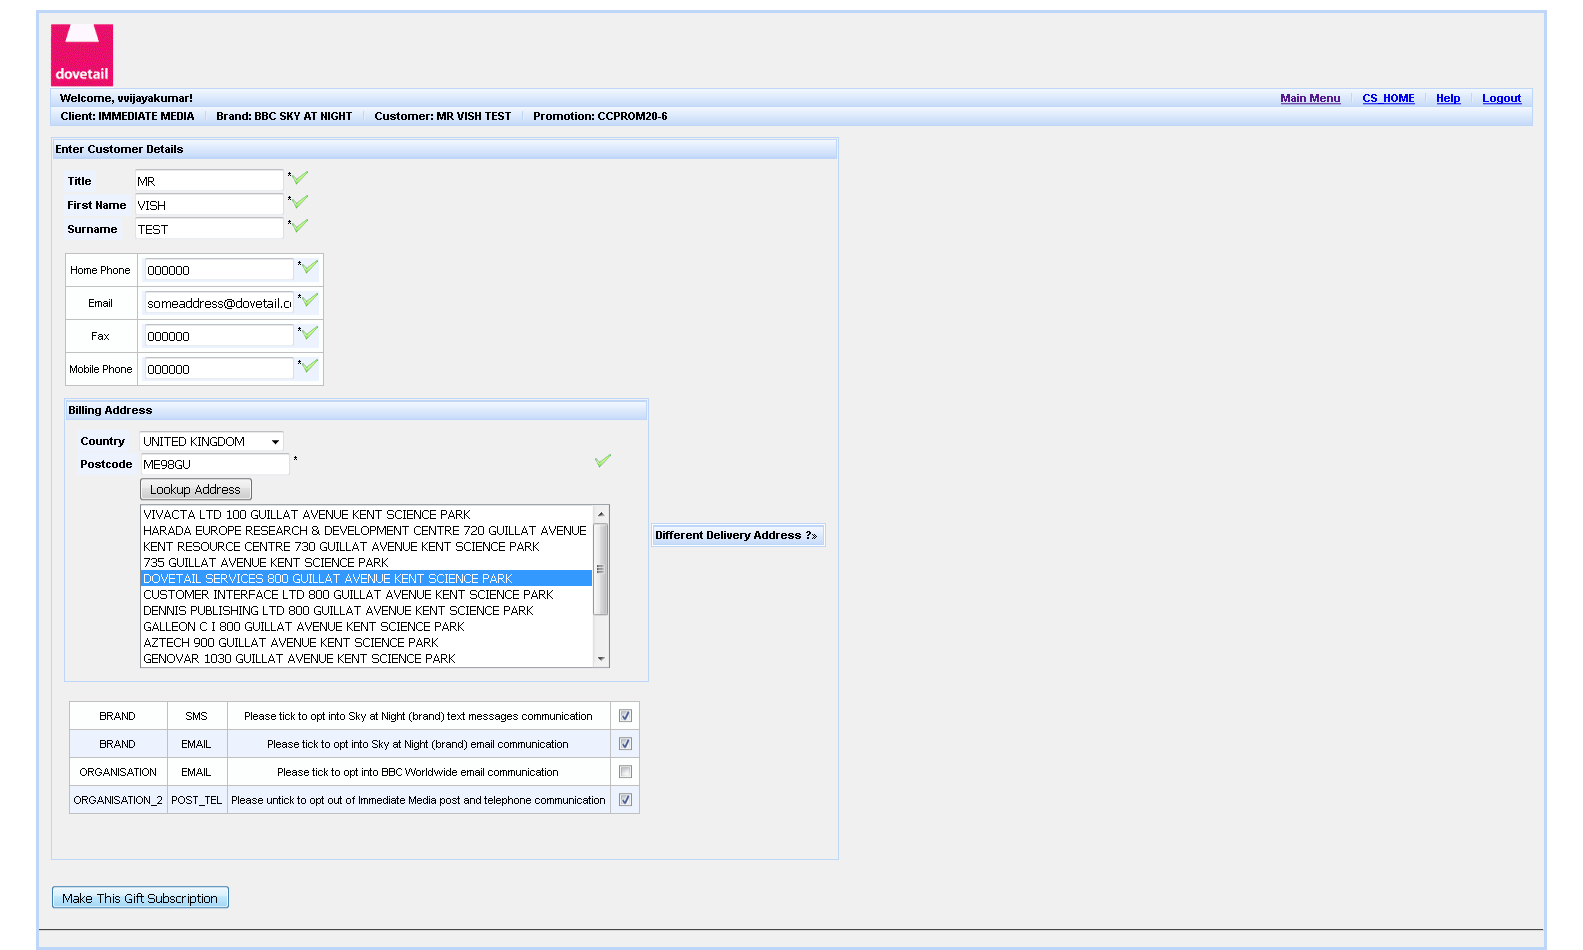 dovetail
Welcome, vvijayakumar! Main Menu CS_HOME Help Logout
Client: IMMEDIATE MEDIA Brand: BBC SKY AT NIGHT Customer: MR VISH TEST Promotion: CCPROM20-6
Enter Customer Details
Title MR *
First Name VISH *
Surname TEST *
Home Phone 000000 *
Email someaddress@dovetail.co *
Fax 000000 *
Mobile Phone 000000 *
Billing Address
Country UNITED KINGDOM
Postcode ME98GU *
Lookup Address
VIVACTA LTD 100 GUILLAT AVENUE KENT SCIENCE PARK
HARADA EUROPE RESEARCH & DEVELOPMENT CENTRE 720 GUILLAT AVENUE
KENT RESOURCE CENTRE 730 GUILLAT AVENUE KENT SCIENCE PARK
735 GUILLAT AVENUE KENT SCIENCE PARK
DOVETAIL SERVICES 800 GUILLAT AVENUE KENT SCIENCE PARK
CUSTOMER INTERFACE LTD 800 GUILLAT AVENUE KENT SCIENCE PARK
DENNIS PUBLISHING LTD 800 GUILLAT AVENUE KENT SCIENCE PARK
GALLEON C I 800 GUILLAT AVENUE KENT SCIENCE PARK
AZTECH 900 GUILLAT AVENUE KENT SCIENCE PARK
GENOVAR 1030 GUILLAT AVENUE KENT SCIENCE PARK
Different Delivery Address ?»
BRAND SMS Please tick to opt into Sky at Night (brand) text messages communication
BRAND EMAIL Please tick to opt into Sky at Night (brand) email communication
ORGANISATION EMAIL Please tick to opt into BBC Worldwide email communication
ORGANISATION_2 POST_TEL Please untick to opt out of Immediate Media post and telephone communication
Make This Gift Subscription